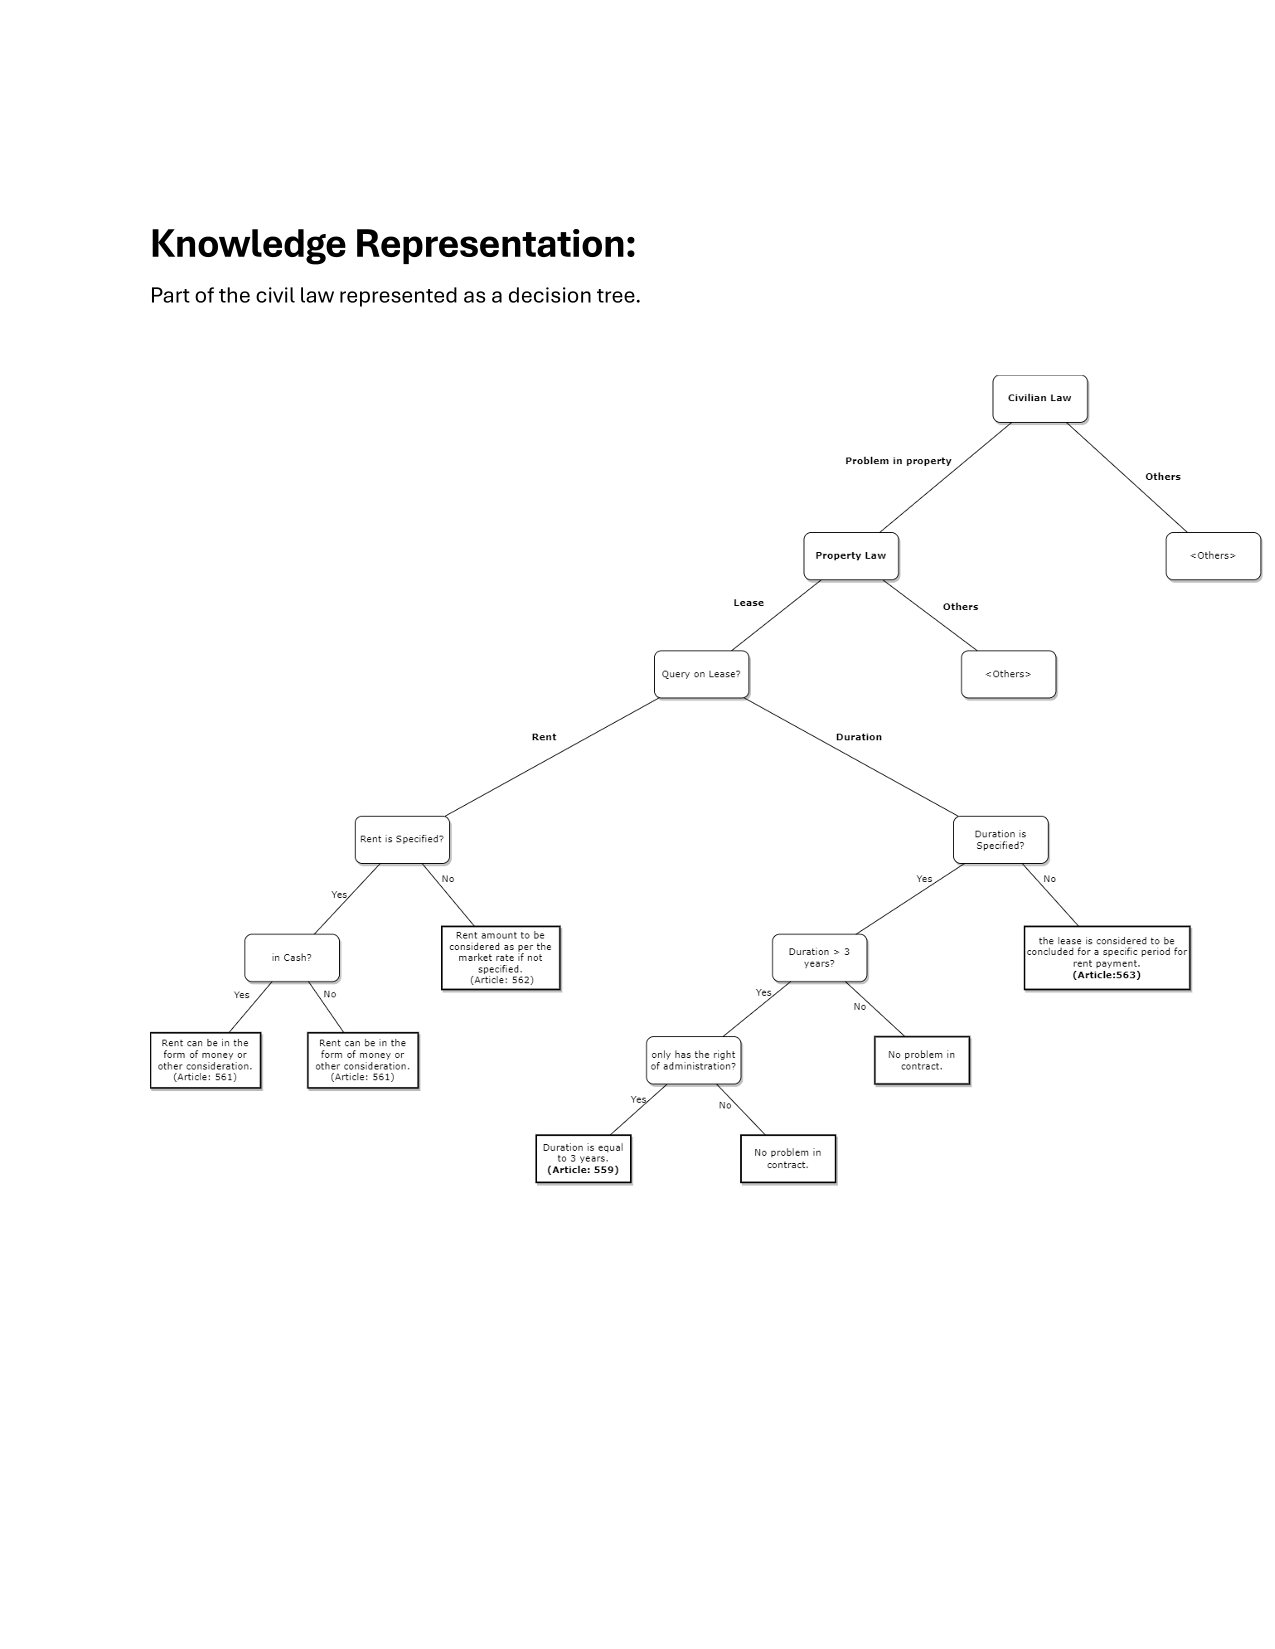 Knowledge Representation:
Part of the civil law represented as a decision tree.
Civilian Law
Problem in property
Others
Property Law
<Others>
Lease
Others
Query on Lease?
<Others>
Rent
Duration
Rent is Specified?
Duration is
Specified?
Yes
No
Yes
No
in Cash?
Rent amount to be
considered as per the
market rate if not
specified.
(Article: 562)
Duration > 3
years?
the lease is considered to be
concluded for a specific period for
rent payment.
(Article:563)
Yes
No
Yes
No
Rent can be in the
form of money or
other consideration.
(Article: 561)
Rent can be in the
form of money or
other consideration.
(Article: 561)
only has the right
of administration?
No problem in
contract.
Yes
No
Duration is equal
to 3 years.
(Article: 559)
No problem in
contract.